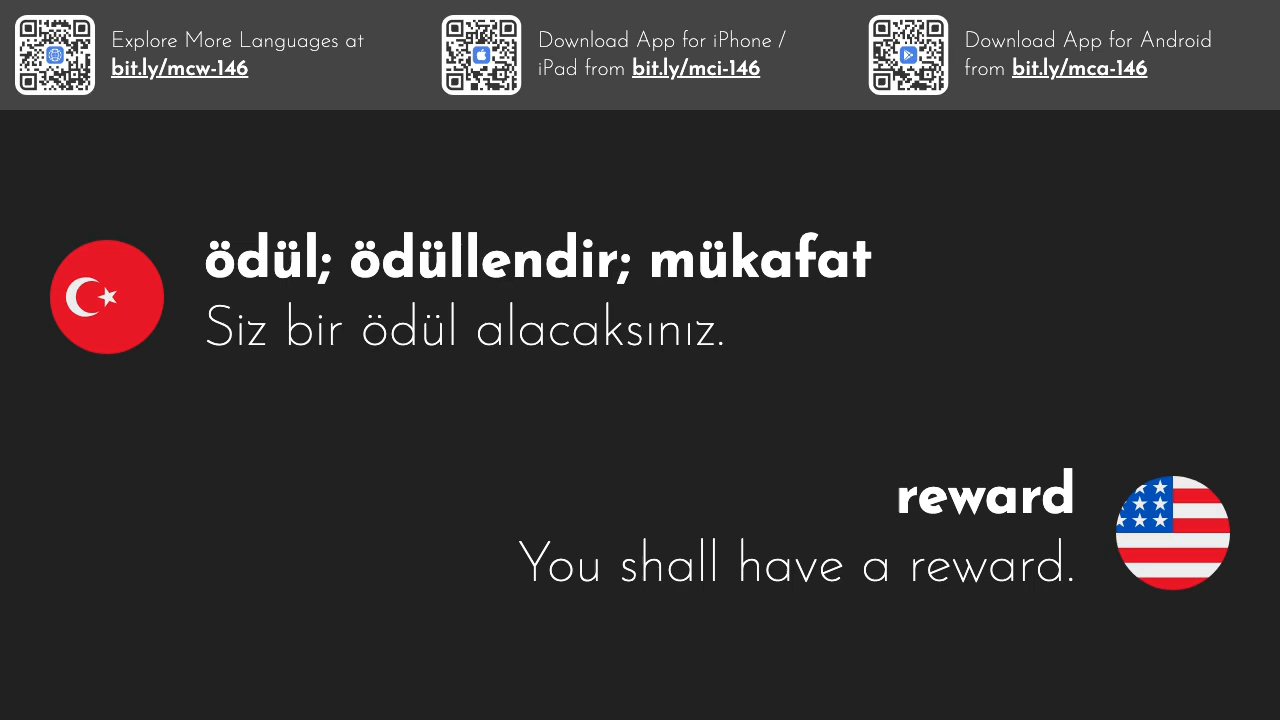 Explore More Languages at
bit.ly/mcw-146
Download App for iPhone /
iPad from bit.ly/mci-146
Download App for Android
from bit.ly/mca-146
ödül; ödüllendir; mükafat
Siz bir ödül alacaksınız.
reward
You shall have a reward.